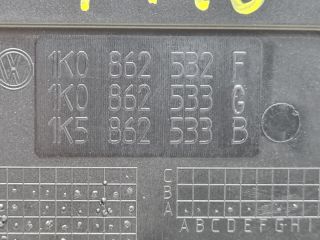 1K0 862 532 F
1K0 862 533 G
1K5 862 533 B
C
B
A
A B C D E F G H I